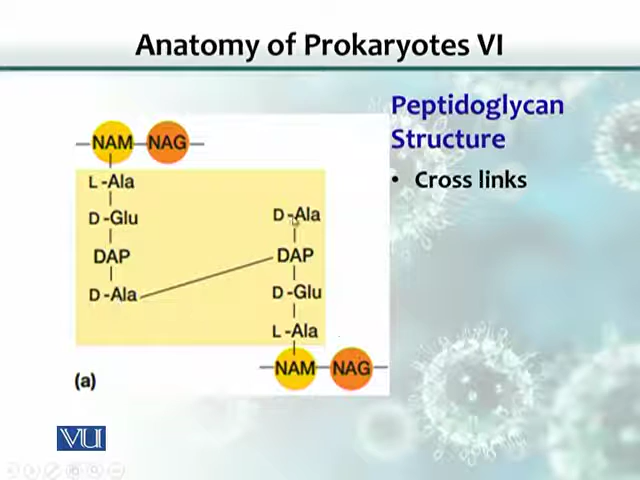 Anatomy of Prokaryotes VI
Peptidoglycan
Structure
• Cross links
NAM NAG
L-Ala
D-Glu
DAP
D-Ala
D-Ala
DAP
D-Glu
L-Ala
NAM NAG
(a)
VU